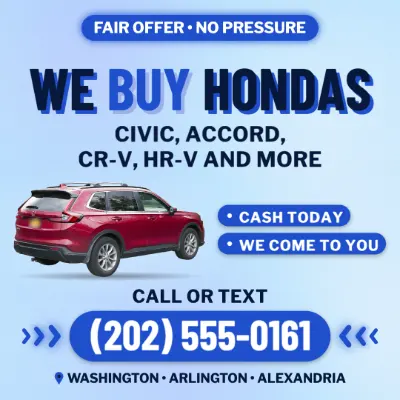 FAIR OFFER • NO PRESSURE
WE BUY HONDAS
CIVIC, ACCORD,
CR-V, HR-V AND MORE
• CASH TODAY
• WE COME TO YOU
CALL OR TEXT
(202) 555-0161
WASHINGTON • ARLINGTON • ALEXANDRIA